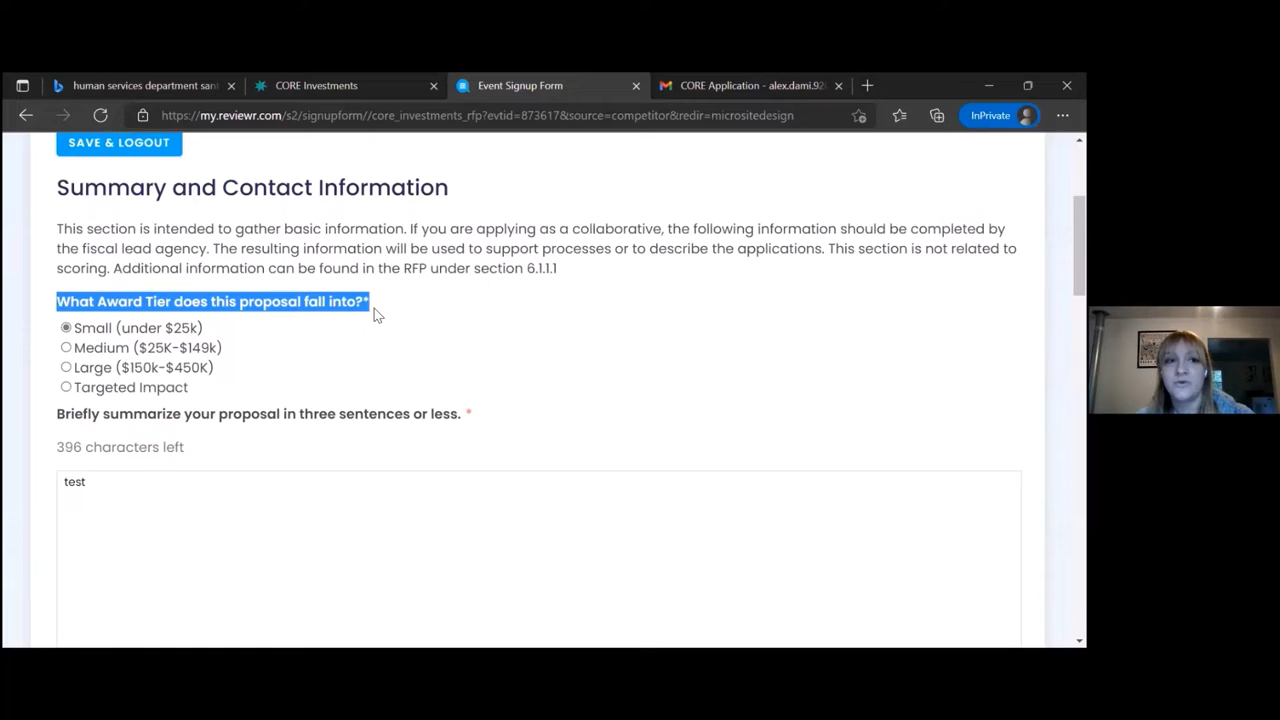 human services department sant
CORE Investments
Event Signup Form
CORE Application - alex.dami.92
https://my.reviewr.com/s2/signupform//core_investments_rfp?evtid=873617&source=competitor&redir=micrositedesign
InPrivate
SAVE & LOGOUT
Summary and Contact Information
This section is intended to gather basic information. If you are applying as a collaborative, the following information should be completed by
the fiscal lead agency. The resulting information will be used to support processes or to describe the applications. This section is not related to
scoring. Additional information can be found in the RFP under section 6.1.1.1
What Award Tier does this proposal fall into?*
Small (under $25k)
Medium ($25K-$149k)
Large ($150k-$450K)
Targeted Impact
Briefly summarize your proposal in three sentences or less. *
396 characters left
test